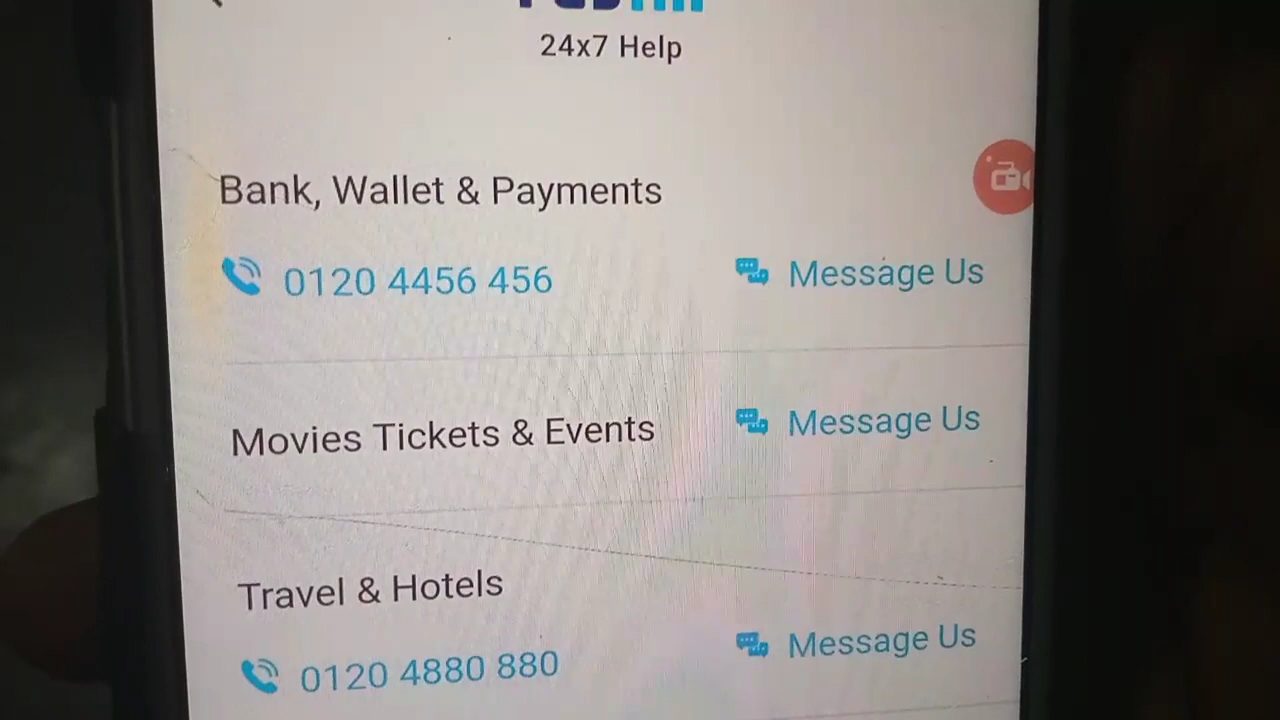 24x7 Help
Bank, Wallet & Payments
0120 4456 456 Message Us
Movies Tickets & Events Message Us
Travel & Hotels
0120 4880 880 Message Us